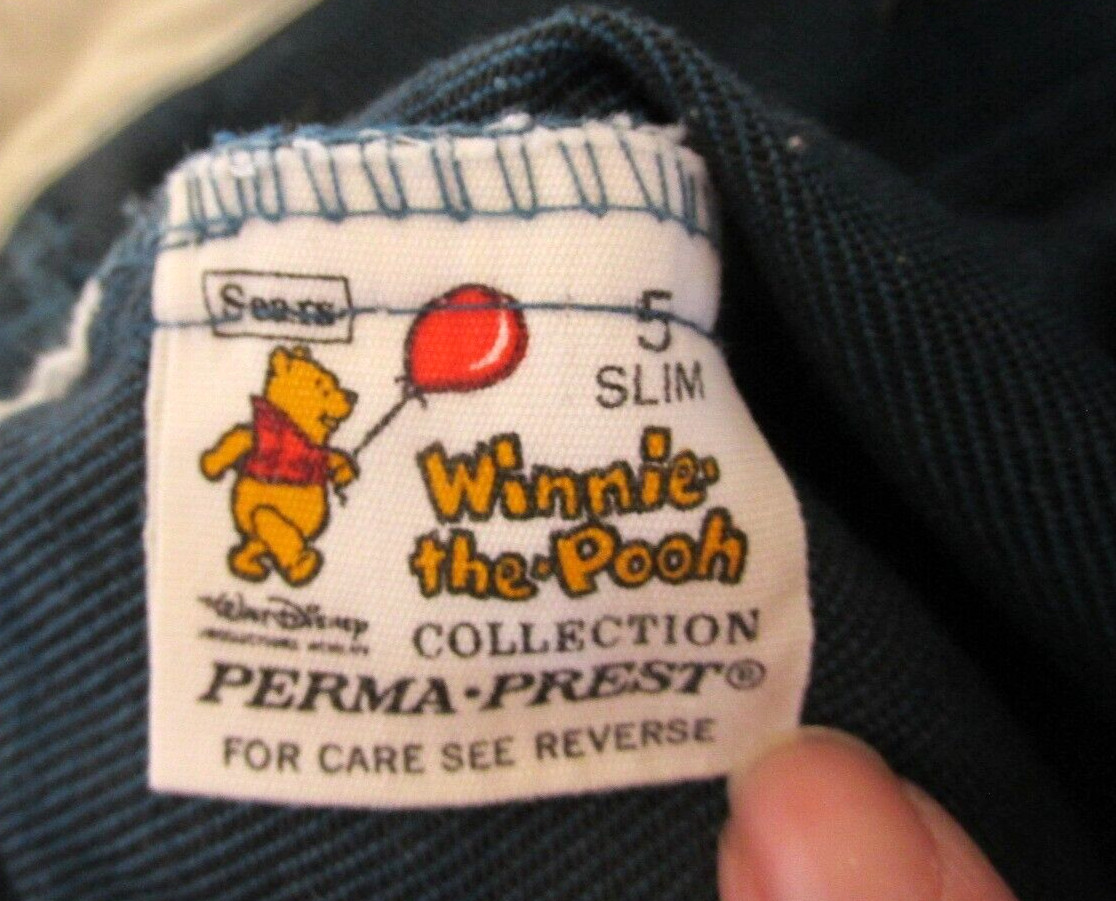 Sears
5
SLIM
Winnie-
the-Pooh
Walt Disney
COLLECTION
PERMA-PREST®
FOR CARE SEE REVERSE